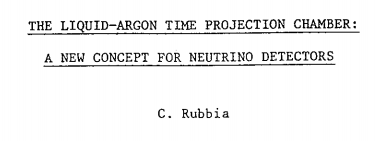 THE LIQUID-ARGON TIME PROJECTION CHAMBER:
A NEW CONCEPT FOR NEUTRINO DETECTORS
C. Rubbia